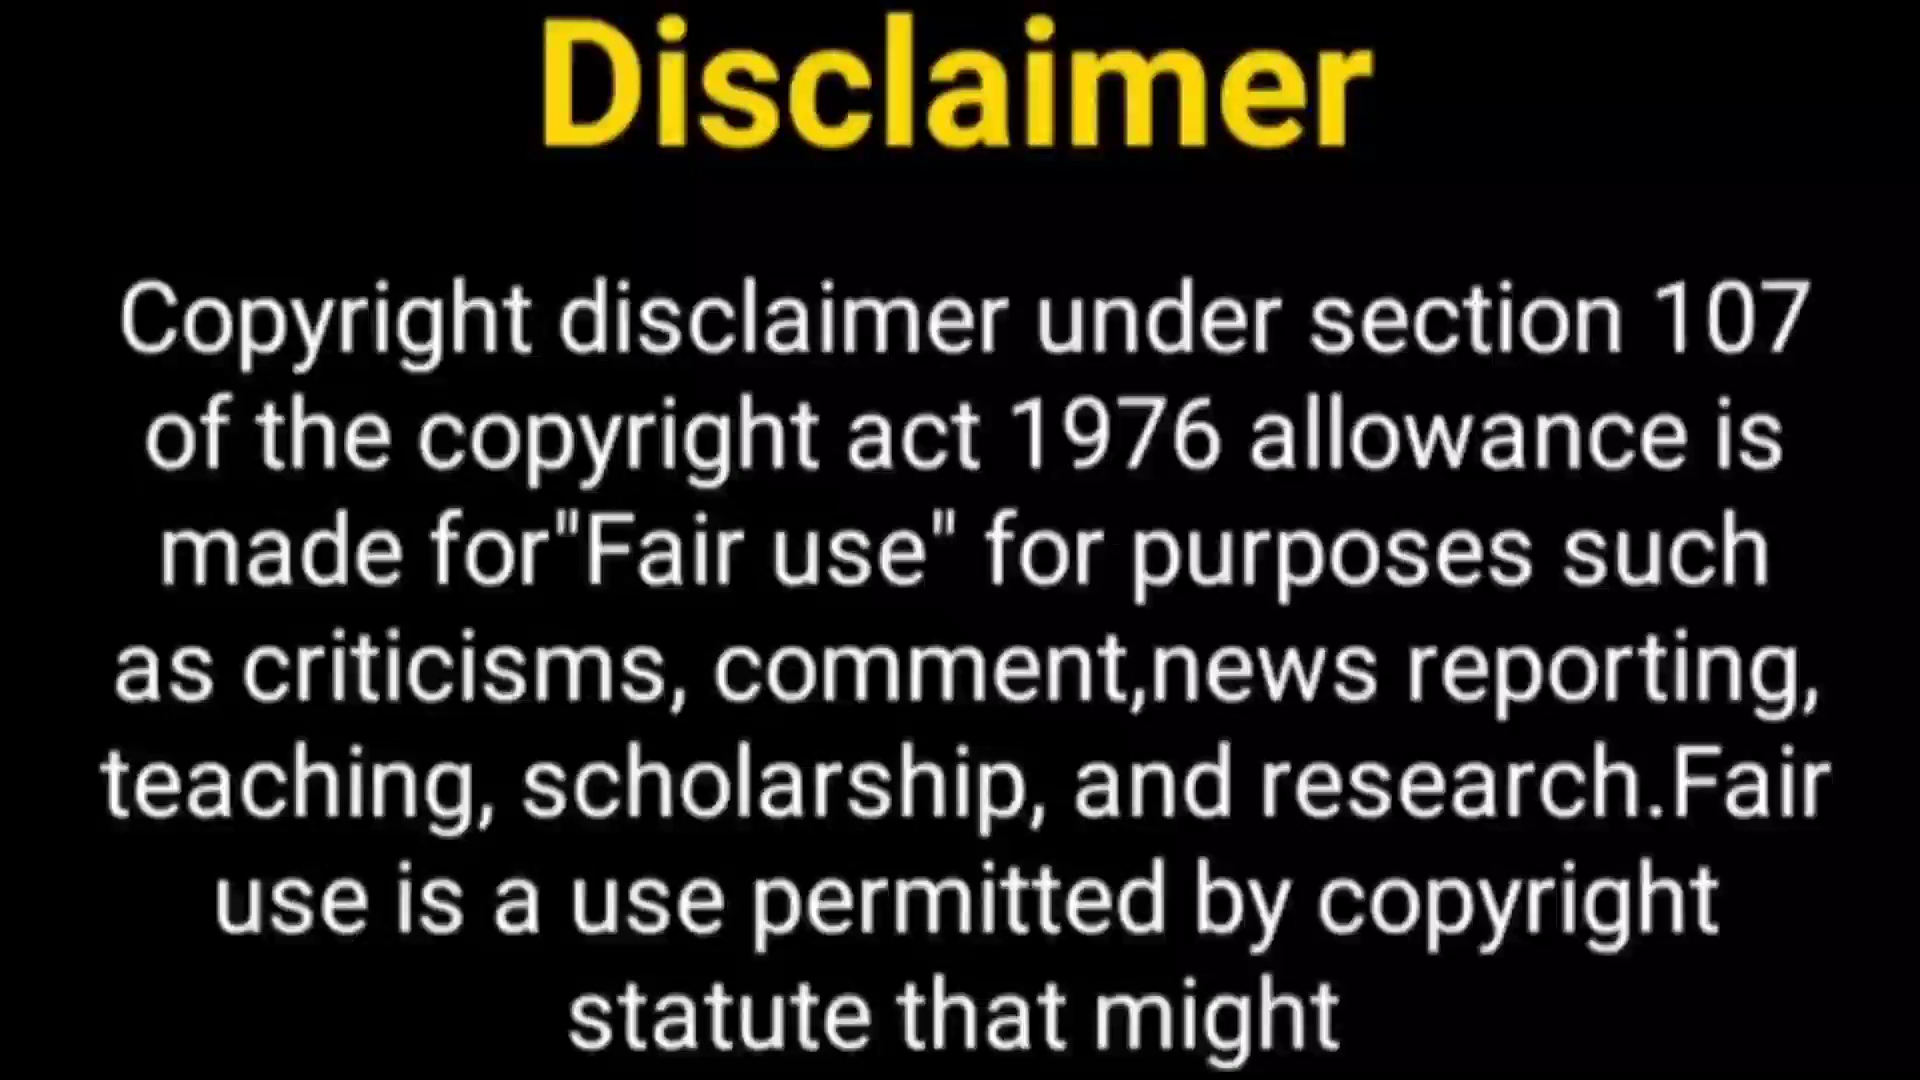 Disclaimer
Copyright disclaimer under section 107
of the copyright act 1976 allowance is
made for"Fair use" for purposes such
as criticisms, comment,news reporting,
teaching, scholarship, and research.Fair
use is a use permitted by copyright
statute that might